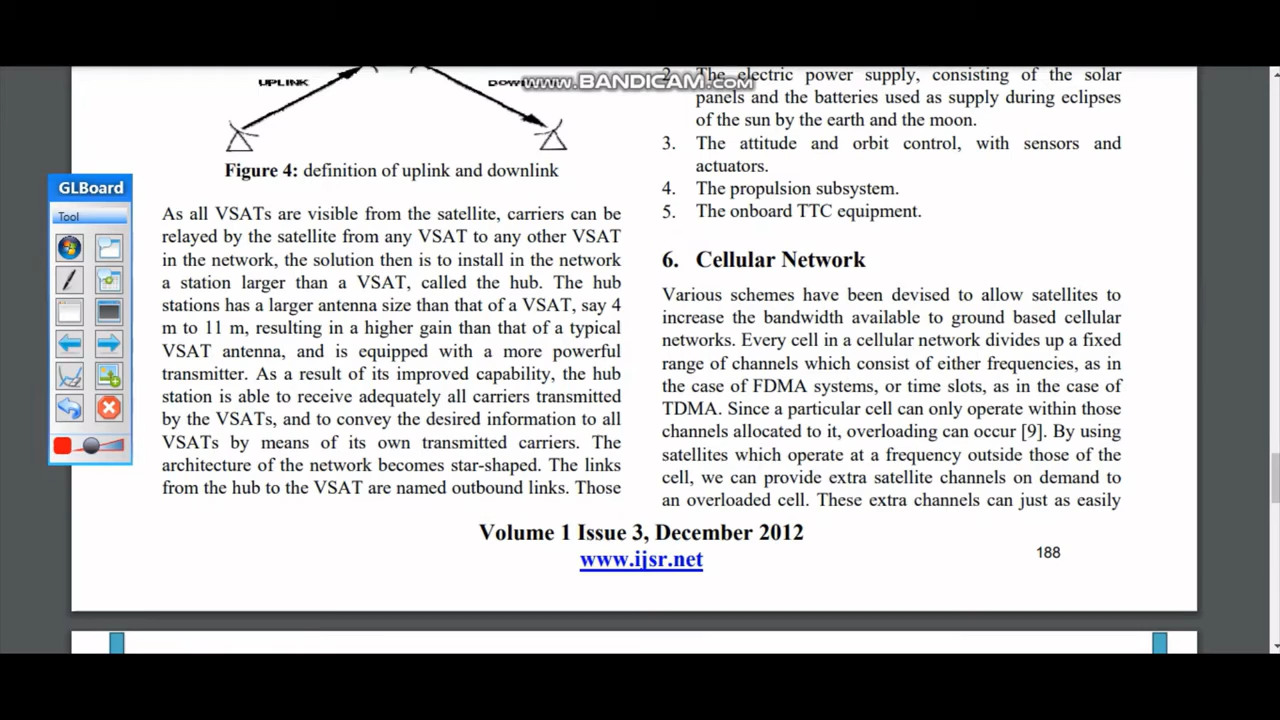 www.BANDICAM.com
UPLINK
Figure 4: definition of uplink and downlink
As all VSATs are visible from the satellite, carriers can be
relayed by the satellite from any VSAT to any other VSAT
in the network, the solution then is to install in the network
a station larger than a VSAT, called the hub. The hub
stations has a larger antenna size than that of a VSAT, say 4
m to 11 m, resulting in a higher gain than that of a typical
VSAT antenna, and is equipped with a more powerful
transmitter. As a result of its improved capability, the hub
station is able to receive adequately all carriers transmitted
by the VSATs, and to convey the desired information to all
VSATs by means of its own transmitted carriers. The
architecture of the network becomes star-shaped. The links
from the hub to the VSAT are named outbound links. Those
2. The electric power supply, consisting of the solar
panels and the batteries used as supply during eclipses
of the sun by the earth and the moon.
3. The attitude and orbit control, with sensors and
actuators.
4. The propulsion subsystem.
5. The onboard TTC equipment.
6. Cellular Network
Various schemes have been devised to allow satellites to
increase the bandwidth available to ground based cellular
networks. Every cell in a cellular network divides up a fixed
range of channels which consist of either frequencies, as in
the case of FDMA systems, or time slots, as in the case of
TDMA. Since a particular cell can only operate within those
channels allocated to it, overloading can occur [9]. By using
satellites which operate at a frequency outside those of the
cell, we can provide extra satellite channels on demand to
an overloaded cell. These extra channels can just as easily
Volume 1 Issue 3, December 2012
www.ijsr.net
188
GLBoard
Tool